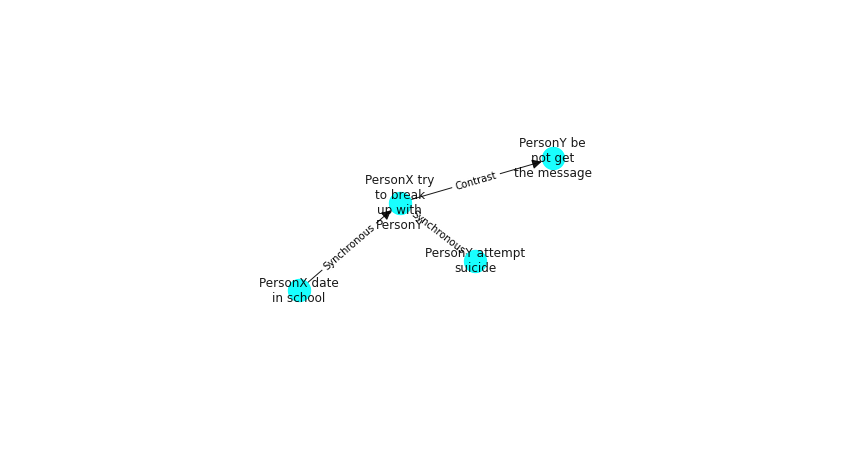 PersonY be
not get
the message
Contrast
PersonX try
to break
up with
PersonY
Synchronous
Synchronous
PersonY attempt
suicide
PersonX date
in school